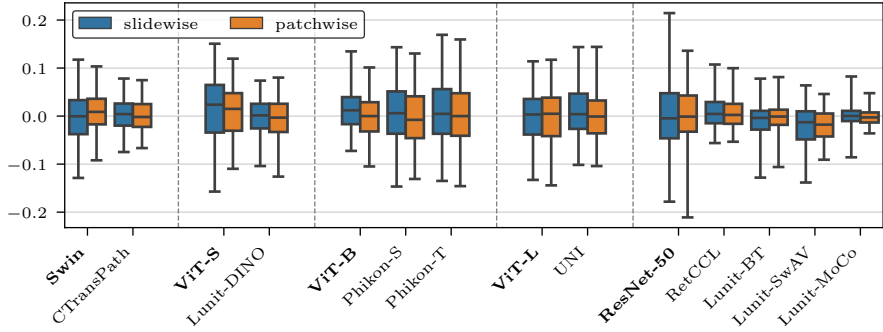 slidewise patchwise
0.2
0.1
0.0
−0.1
−0.2
Swin
CTransPath
ViT-S
Lunit-DINO
ViT-B
Phikon-S
Phikon-T
ViT-L
UNI
ResNet-50
RetCCL
Lunit-BT
Lunit-SwAV
Lunit-MoCo